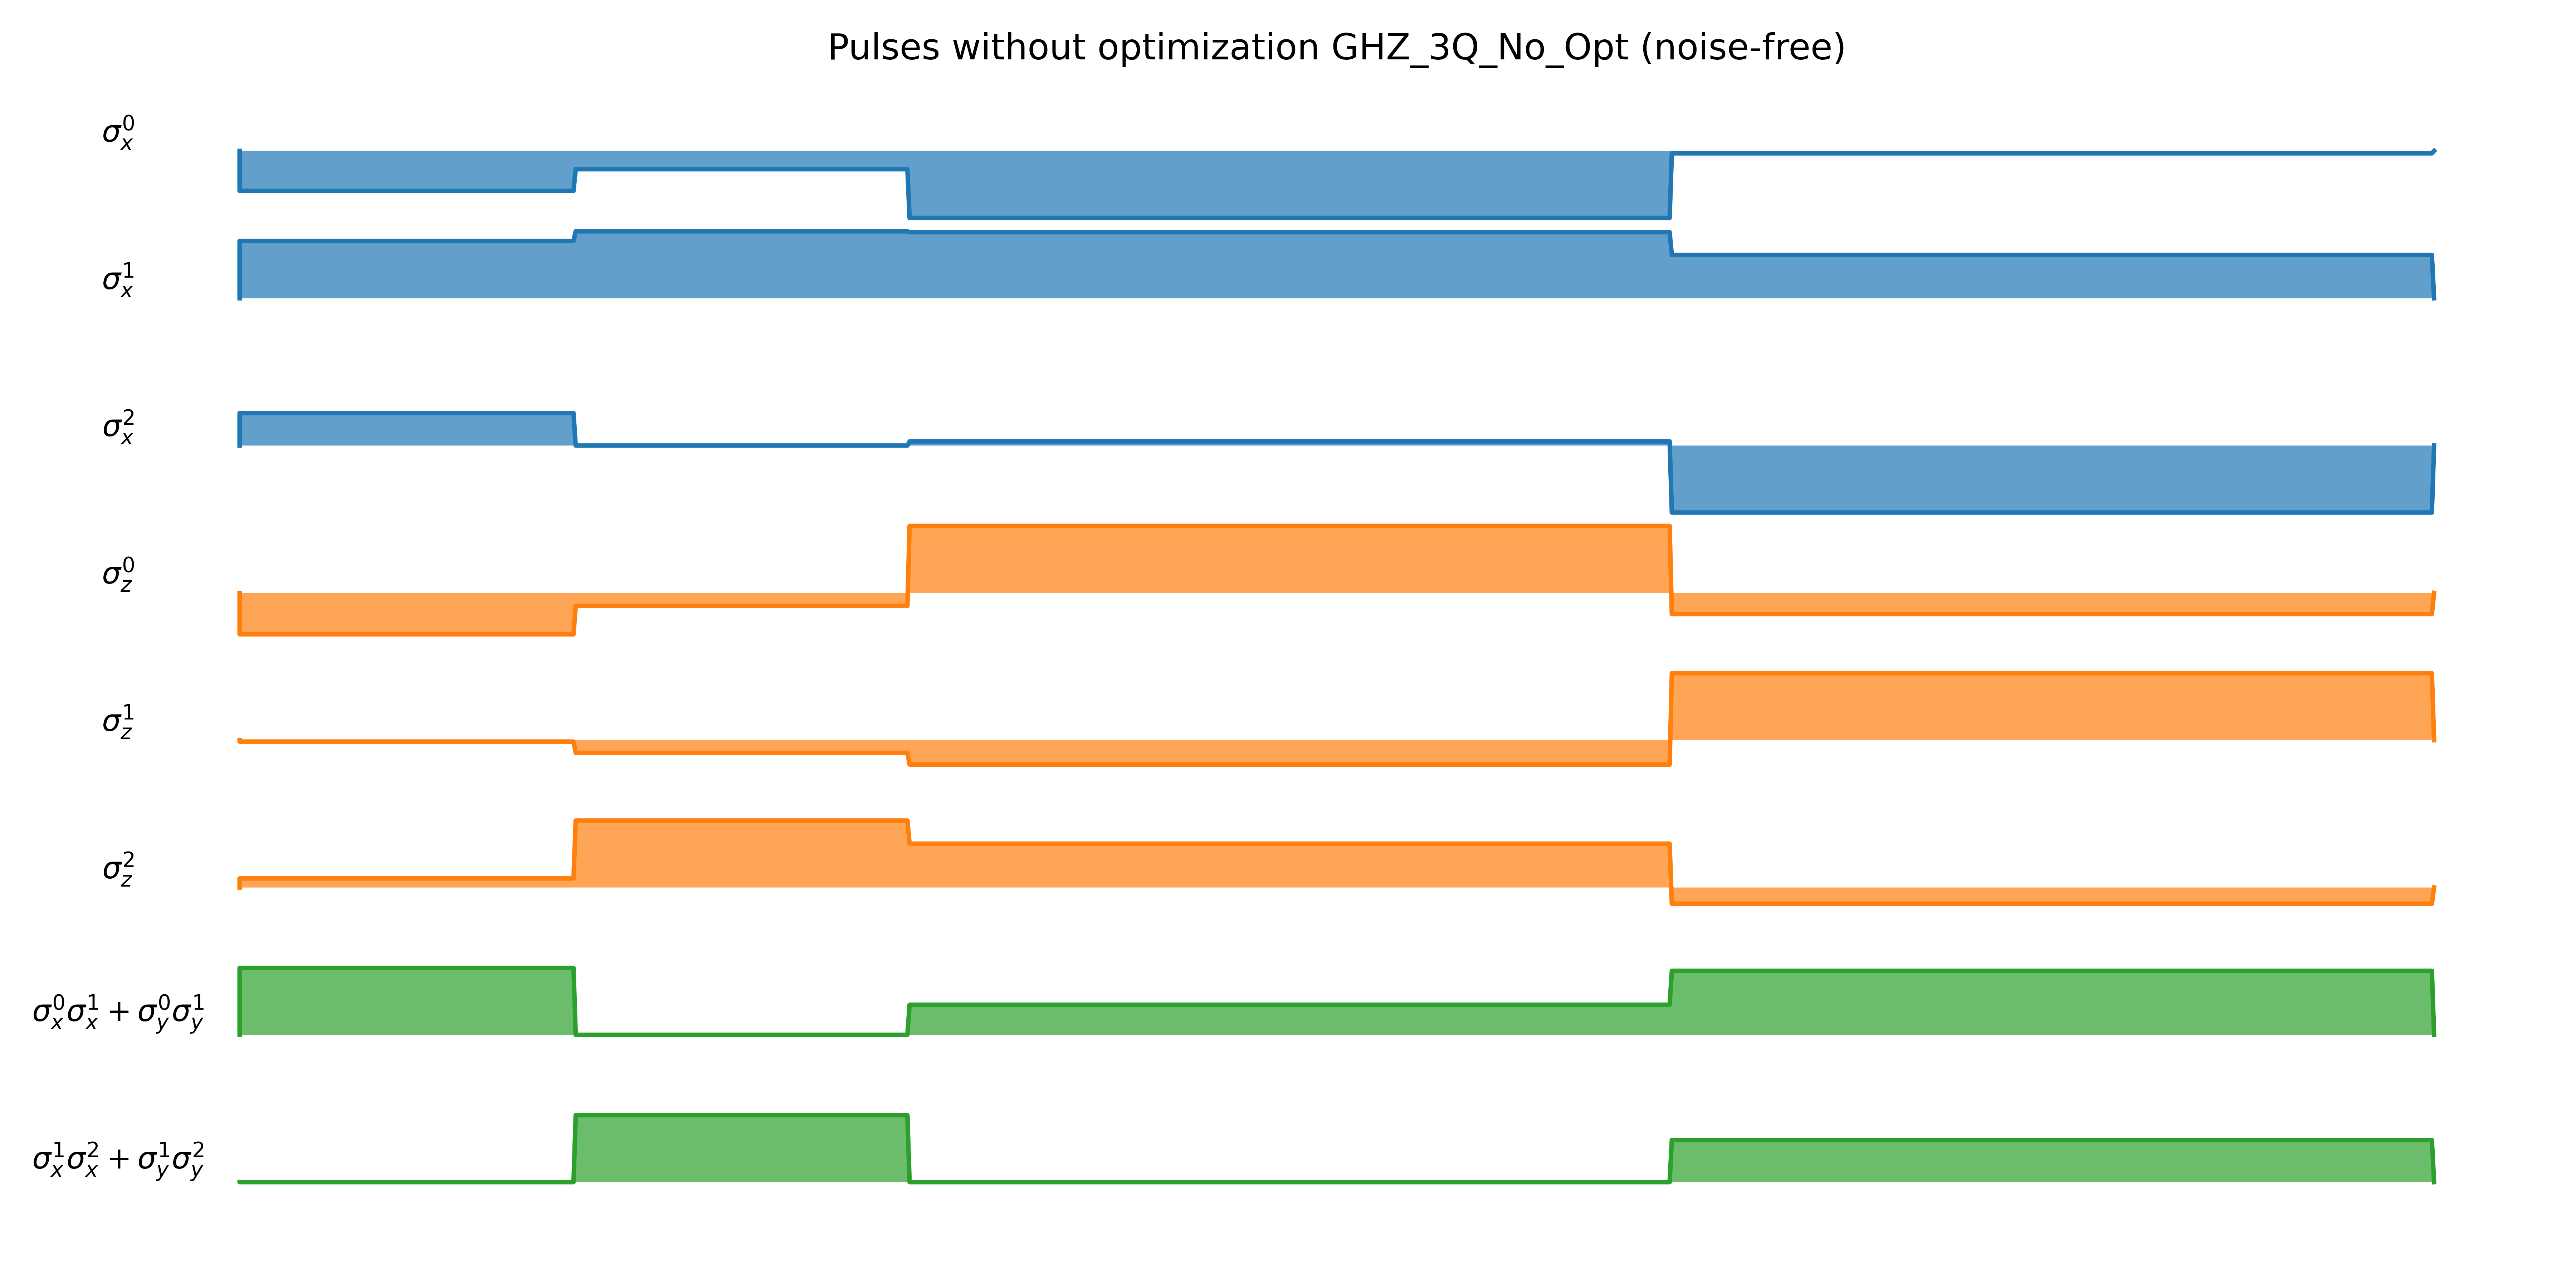 Pulses without optimization GHZ_3Q_No_Opt (noise-free)
σ_x^0
σ_x^1
σ_x^2
σ_z^0
σ_z^1
σ_z^2
σ_x^0σ_x^1 + σ_y^0σ_y^1
σ_x^1σ_x^2 + σ_y^1σ_y^2